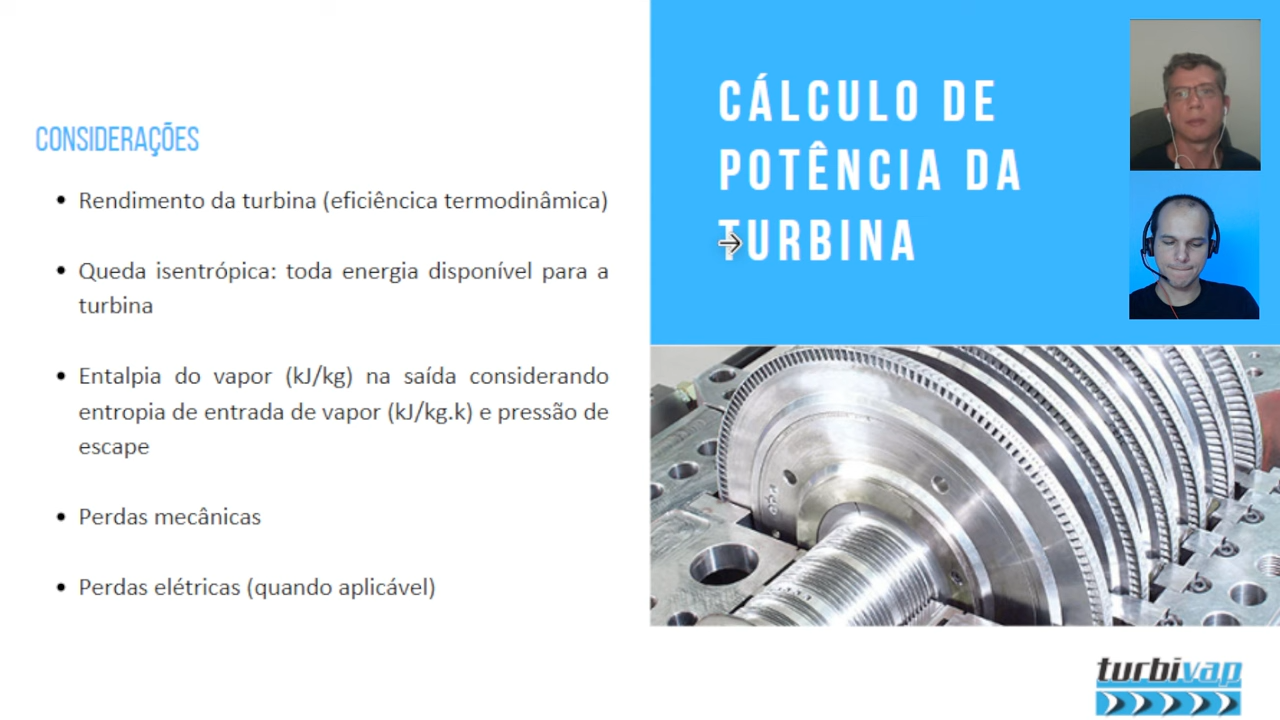 CONSIDERAÇÕES
• Rendimento da turbina (eficiêncica termodinâmica)
• Queda isentrópica: toda energia disponível para a
turbina
• Entalpia do vapor (kJ/kg) na saída considerando
entropia de entrada de vapor (kJ/kg.k) e pressão de
escape
• Perdas mecânicas
• Perdas elétricas (quando aplicável)
CÁLCULO DE
POTÊNCIA DA
TURBINA
turbivap